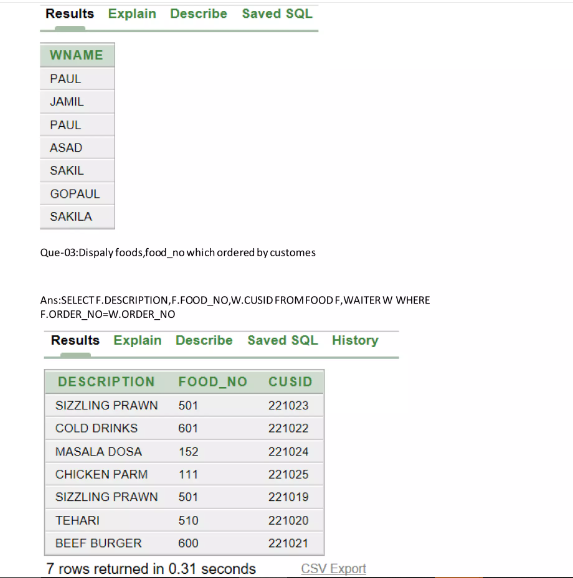 Results Explain Describe Saved SQL
WNAME
PAUL
JAMIL
PAUL
ASAD
SAKIL
GOPAUL
SAKILA
Que-03:Dispaly foods,food_no which ordered by customes
Ans:SELECT F.DESCRIPTION,F.FOOD_NO,W.CUSID FROM FOOD F,WAITER W WHERE
F.ORDER_NO=W.ORDER_NO
Results Explain Describe Saved SQL History
DESCRIPTION FOOD_NO CUSID
SIZZLING PRAWN 501 221023
COLD DRINKS 601 221022
MASALA DOSA 152 221024
CHICKEN PARM 111 221025
SIZZLING PRAWN 501 221019
TEHARI 510 221020
BEEF BURGER 600 221021
7 rows returned in 0.31 seconds CSV Export